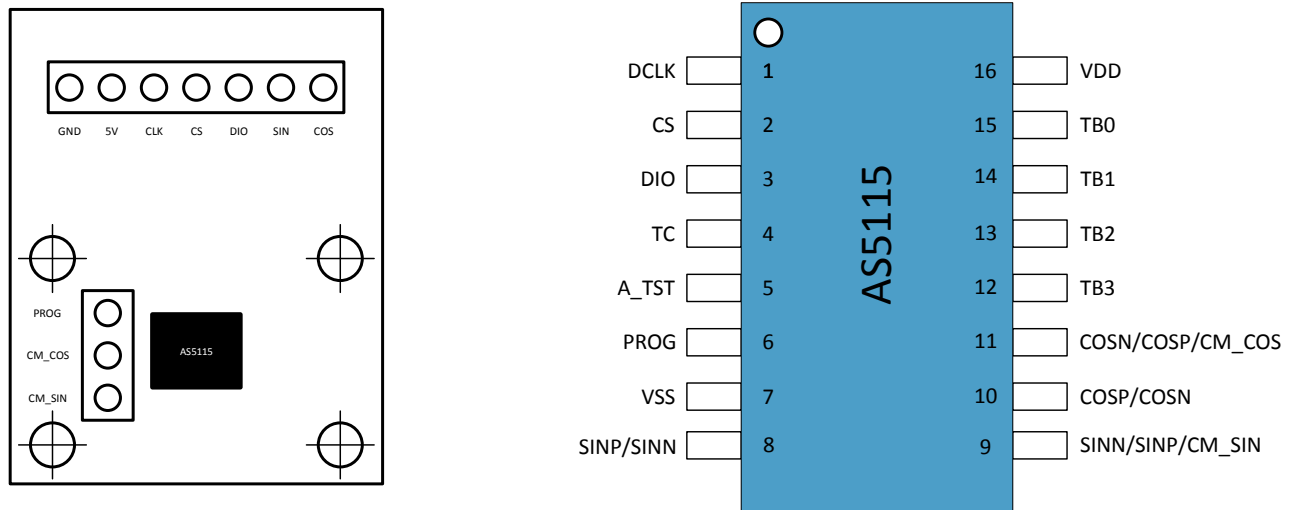 GND 5V CLK CS DIO SIN COS
PROG
CM_COS
CM_SIN
AS5115
DCLK 1 16 VDD
CS 2 15 TB0
DIO 3 14 TB1
TC 4 13 TB2
A_TST 5 12 TB3
PROG 6 11 COSN/COSP/CM_COS
VSS 7 10 COSP/COSN
SINP/SINN 8 9 SINN/SINP/CM_SIN
AS5115